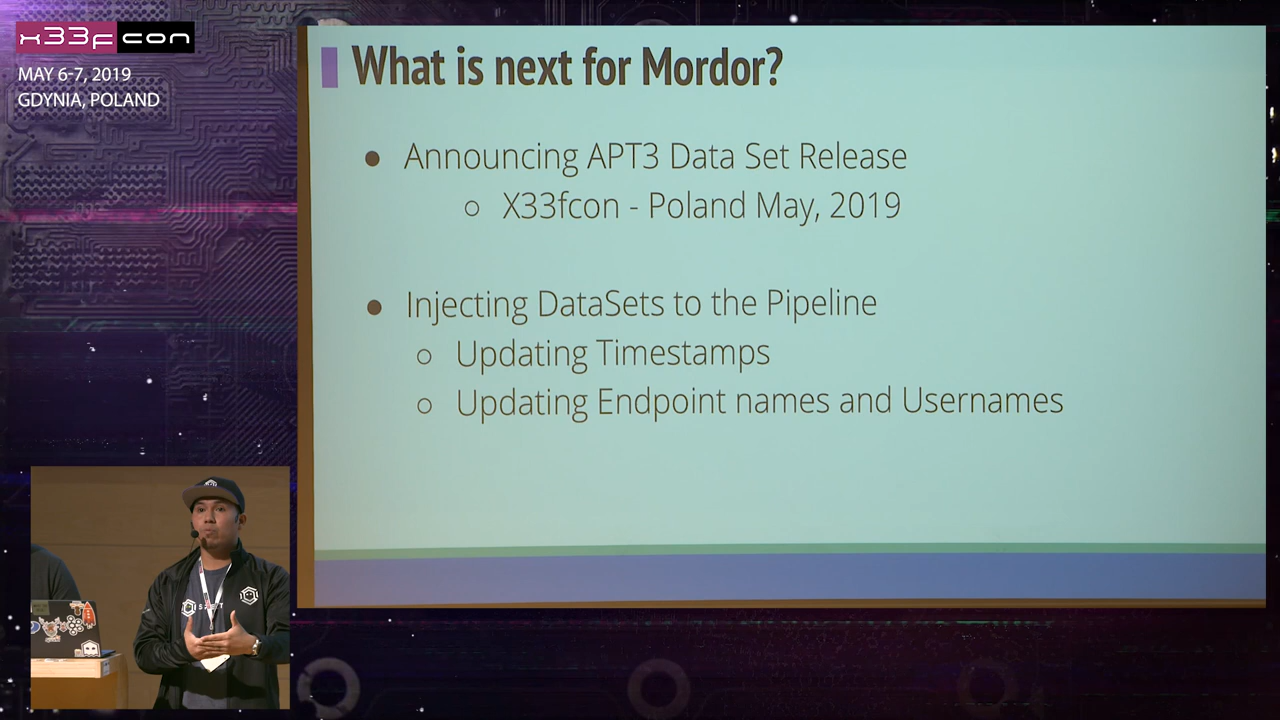 x33fcon
MAY 6-7, 2019
GDYNIA, POLAND
What is next for Mordor?
● Announcing APT3 Data Set Release
○ X33fcon - Poland May, 2019
● Injecting DataSets to the Pipeline
○ Updating Timestamps
○ Updating Endpoint names and Usernames